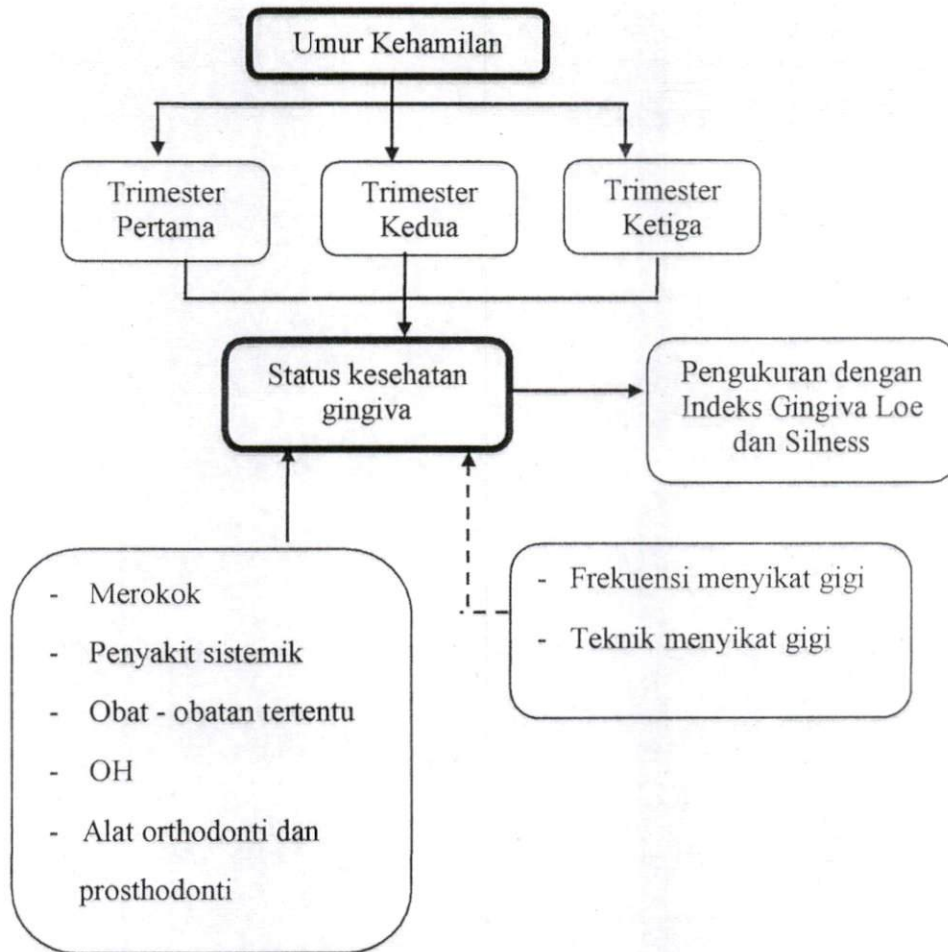 Umur Kehamilan
Trimester
Pertama
Trimester
Kedua
Trimester
Ketiga
Status kesehatan
gingiva
Pengukuran dengan
Indeks Gingiva Loe
dan Silness
- Merokok
- Penyakit sistemik
- Obat - obatan tertentu
- OH
- Alat orthodonti dan
prosthodonti
- Frekuensi menyikat gigi
- Teknik menyikat gigi